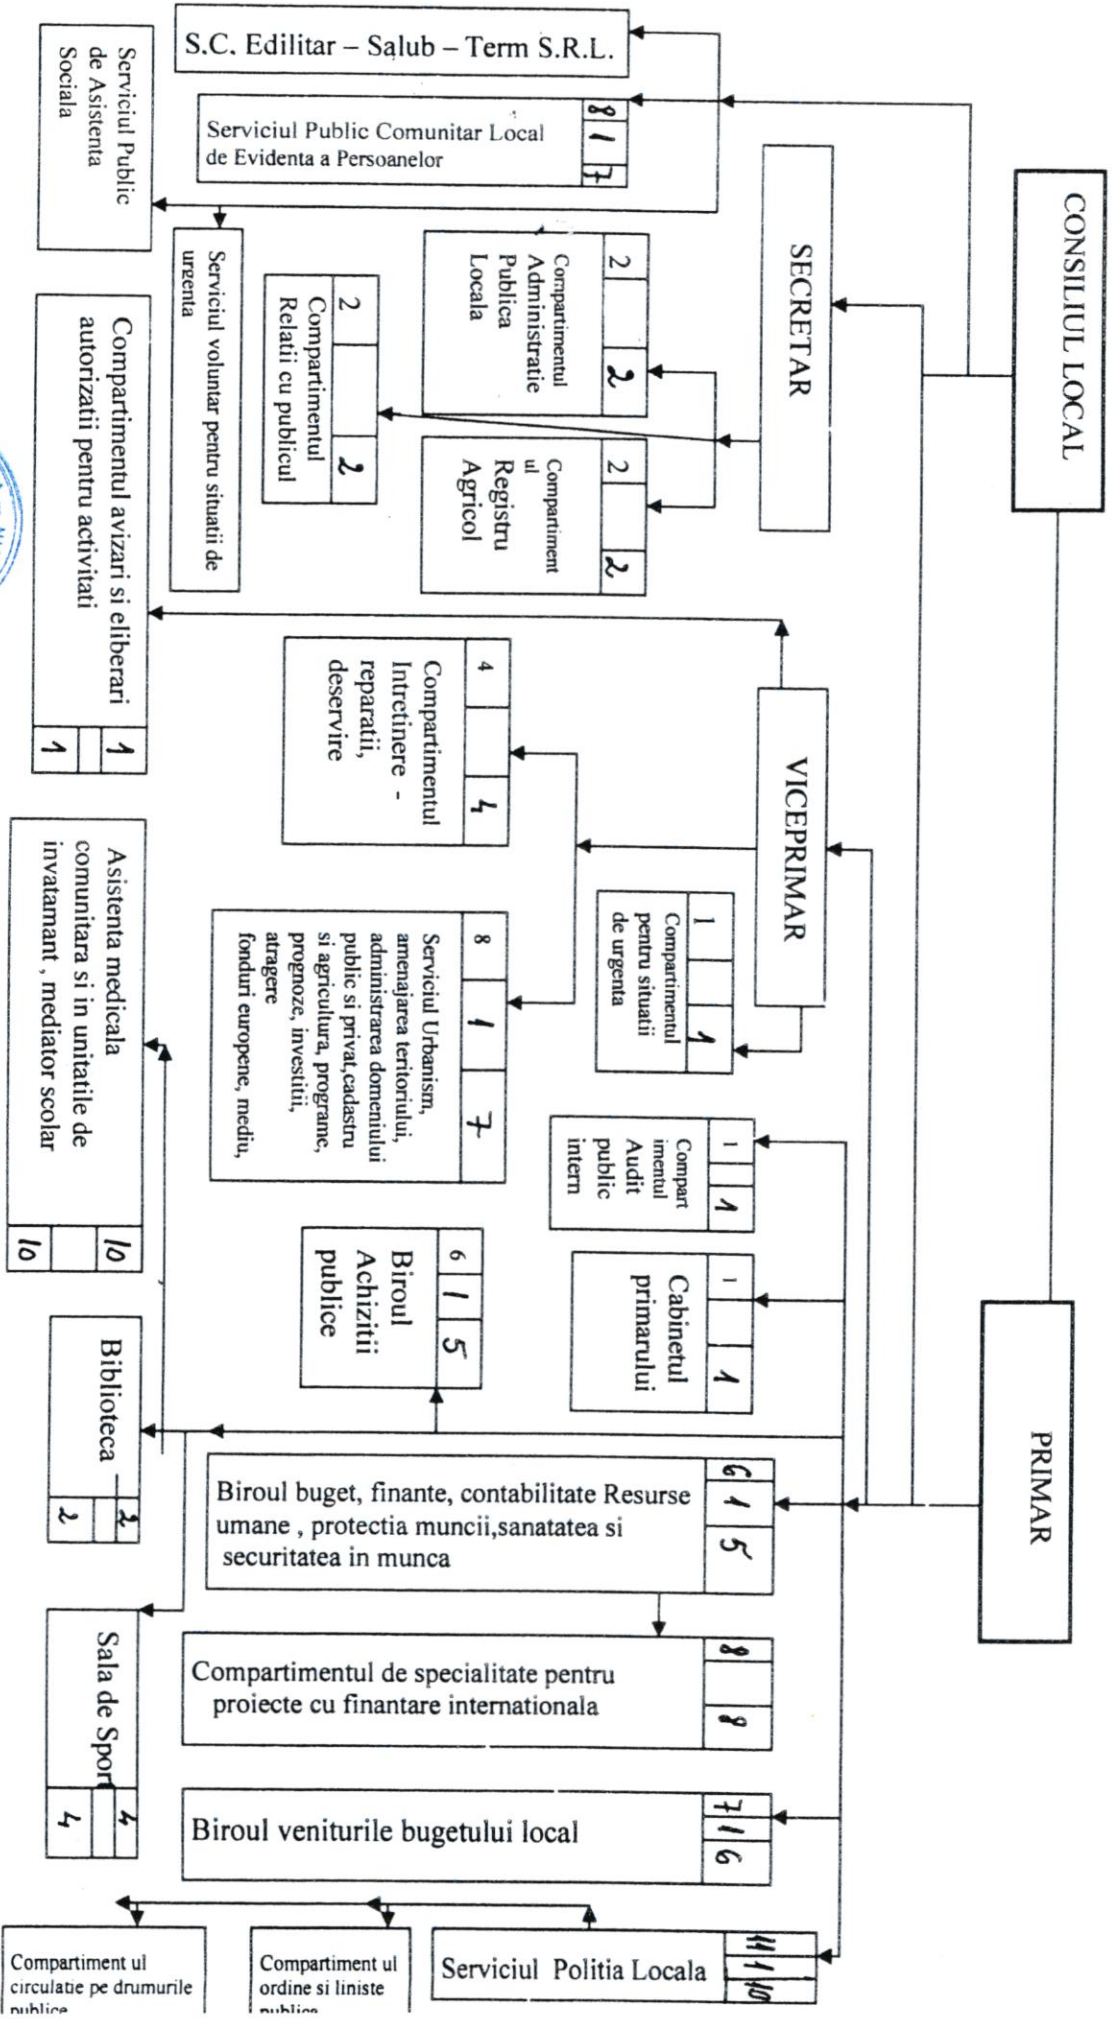 CONSILIUL LOCAL
PRIMAR
SECRETAR
VICEPRIMAR
S.C. Edilitar – Salub – Term S.R.L.
8 1 7
Serviciul Public Comunitar Local
de Evidenta a Persoanelor
Serviciul Public
de Asistenta
Sociala
Serviciul voluntar pentru situatii de
urgenta
2 2
Compartimentul
Administratie
Publica
Locala
2 2
Compartiment
ul
Registru
Agricol
2 2
Compartimentul
Relatii cu publicul
Compartimentul avizari si eliberari
autorizatii pentru activitati
1 1
4 4
Compartimentul
Intretinere -
reparatii,
deservire
1 1
Compartimentul
pentru situatii
de urgenta
8 1 7
Serviciul Urbanism,
amenajarea teritoriului,
administrarea domeniului
public si privat,cadastru
si agricultura, programe,
prognoze, investitii,
atragere
fonduri europene, mediu,
1 1
Compart
imentul
Audit
public
intern
1 1
Cabinetul
primarului
6 1 5
Biroul
Achizitii
publice
Asistenta medicala
comunitara si in unitatile de
invatamant , mediator scolar
10 10
Biblioteca
2 2
6 1 5
Biroul buget, finante, contabilitate Resurse
umane , protectia muncii,sanatatea si
securitatea in munca
8 8
Compartimentul de specialitate pentru
proiecte cu finantare internationala
Sala de Sport
4 4
7 1 6
Biroul veniturile bugetului local
11 1 10
Serviciul Politia Locala
Compartiment ul
ordine si liniste
publica
Compartiment ul
circulatie pe drumurile
publice